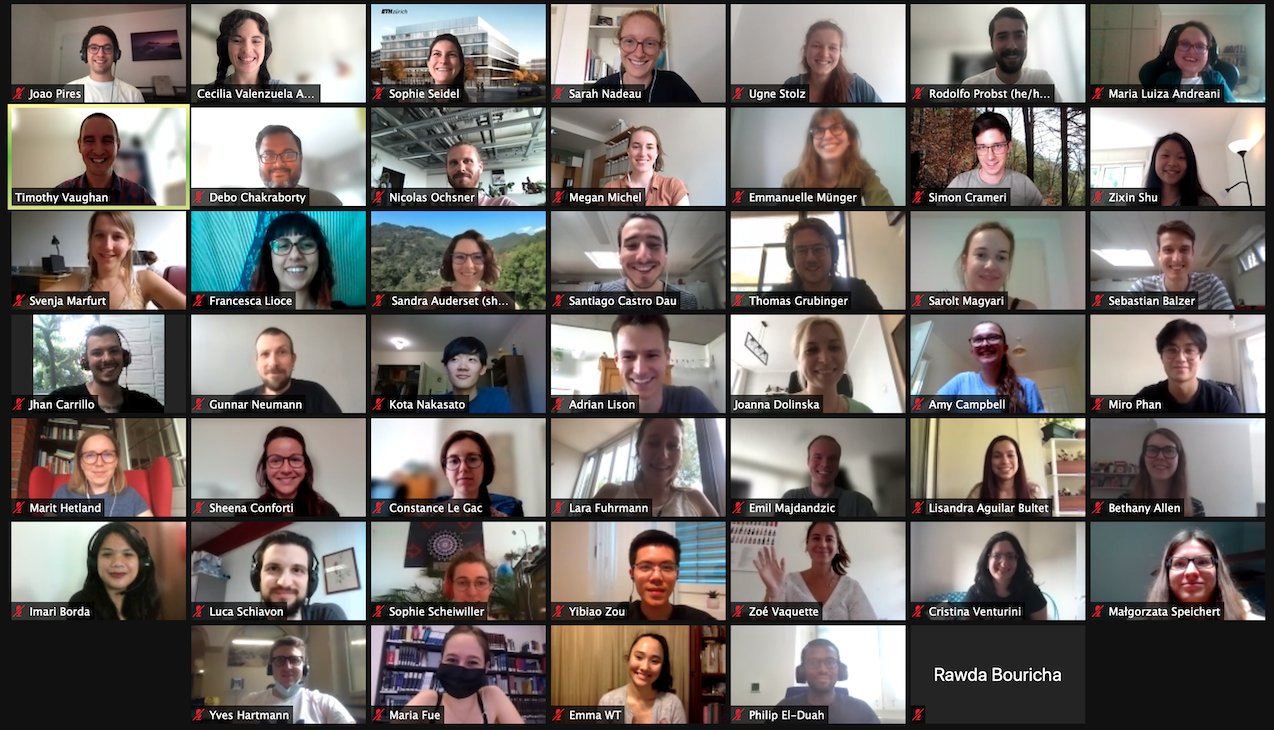 ETH zürich
Joao Pires
Cecilia Valenzuela A...
Sophie Seidel
Sarah Nadeau
Ugne Stolz
Rodolfo Probst (he/h...
Maria Luiza Andreani
Timothy Vaughan
Debo Chakraborty
Nicolas Ochsner
Megan Michel
Emmanuelle Münger
Simon Crameri
Zixin Shu
Svenja Marfurt
Francesca Lioce
Sandra Auderset (sh...
Santiago Castro Dau
Thomas Grubinger
Sarolt Magyari
Sebastian Balzer
Jhan Carrillo
Gunnar Neumann
Kota Nakasato
Adrian Lison
Joanna Dolinska
Amy Campbell
Miro Phan
Marit Hetland
Sheena Conforti
Constance Le Gac
Lara Fuhrmann
Emil Majdandzic
Lisandra Aguilar Bultet
Bethany Allen
Imari Borda
Luca Schiavon
Sophie Scheiwiller
Yibiao Zou
Zoé Vaquette
Cristina Venturini
Małgorzata Speichert
Yves Hartmann
Maria Fue
Emma WT
Philip El-Duah
Rawda Bouricha